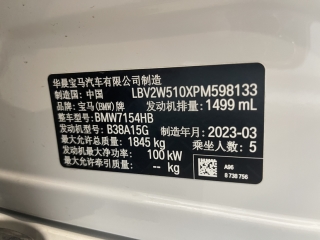 华晨宝马汽车有限公司制造
制造国: 中国 LBV2W510XPM598133
品牌: 宝马(BMW)牌 发动机排量: 1499 mL
整车型号: BMW7154HB
发动机型号: B38A15G 制造年月: 2023-03
最大允许总质量: 1845 kg
发动机最大净功率: 100 kW 乘坐人数: 5
最大允许牵引质量: -- kg
A96
8 738 756